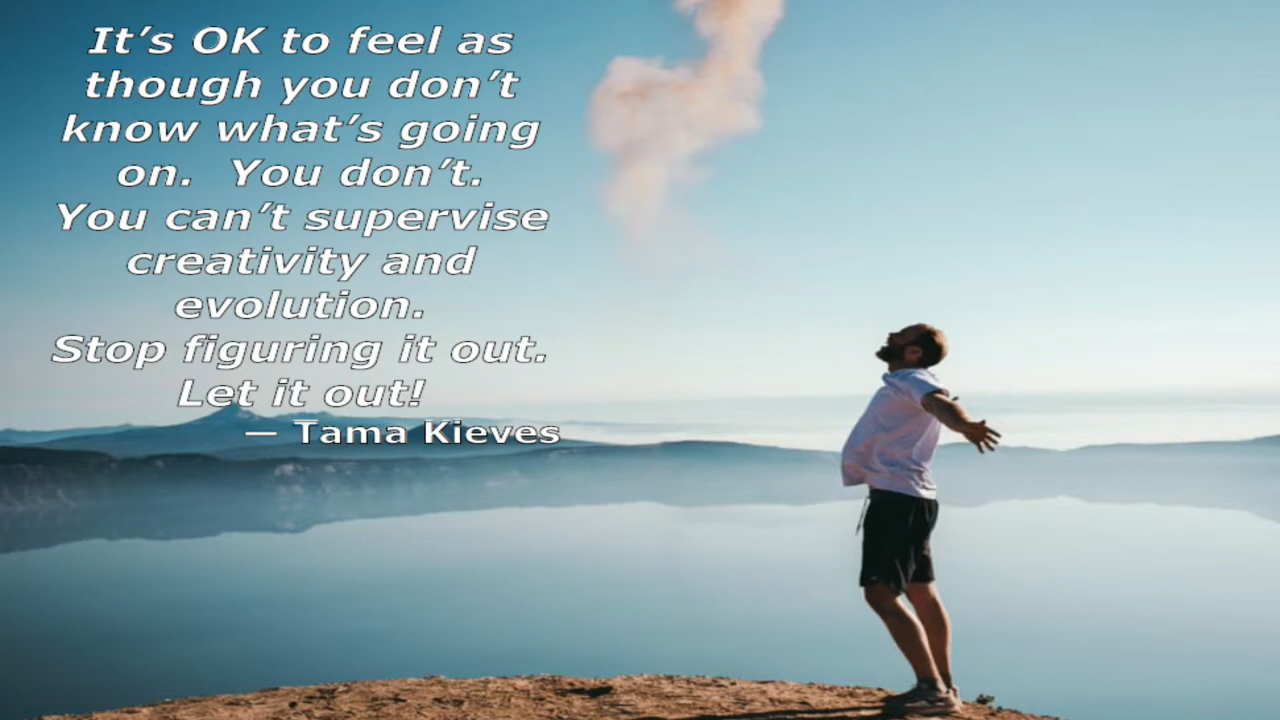 It’s OK to feel as
though you don’t
know what’s going
on.  You don’t.
You can’t supervise
creativity and
evolution.
Stop figuring it out.
Let it out!
— Tama Kieves